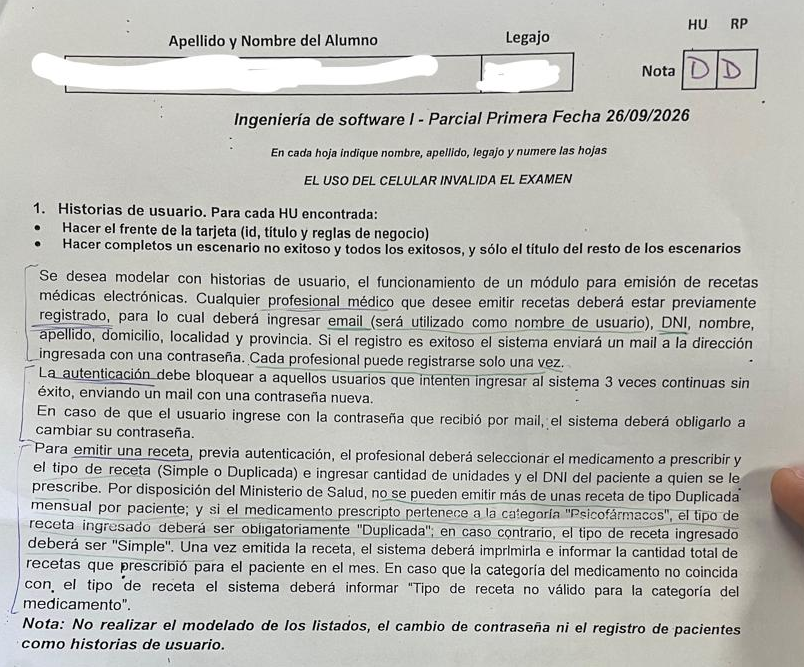 HU RP
Apellido y Nombre del Alumno Legajo
Nota D D
Ingeniería de software I - Parcial Primera Fecha 26/09/2026
En cada hoja indique nombre, apellido, legajo y numere las hojas
EL USO DEL CELULAR INVALIDA EL EXAMEN
1. Historias de usuario. Para cada HU encontrada:
• Hacer el frente de la tarjeta (id, título y reglas de negocio)
• Hacer completos un escenario no exitoso y todos los exitosos, y sólo el título del resto de los escenarios
Se desea modelar con historias de usuario, el funcionamiento de un módulo para emisión de recetas
médicas electrónicas. Cualquier profesional médico que desee emitir recetas deberá estar previamente
registrado, para lo cual deberá ingresar email (será utilizado como nombre de usuario), DNI, nombre,
apellido, domicilio, localidad y provincia. Si el registro es exitoso el sistema enviará un mail a la dirección
ingresada con una contraseña. Cada profesional puede registrarse solo una vez.
La autenticación debe bloquear a aquellos usuarios que intenten ingresar al sistema 3 veces continuas sin
éxito, enviando un mail con una contraseña nueva.
En caso de que el usuario ingrese con la contraseña que recibió por mail, el sistema deberá obligarlo a
cambiar su contraseña.
Para emitir una receta, previa autenticación, el profesional deberá seleccionar el medicamento a prescribir y
el tipo de receta (Simple o Duplicada) e ingresar cantidad de unidades y el DNI del paciente a quien se le
prescribe. Por disposición del Ministerio de Salud, no se pueden emitir más de unas receta de tipo Duplicada
mensual por paciente; y si el medicamento prescripto pertenece a la categoría "Psicofármacos", el tipo de
receta ingresado deberá ser obligatoriamente "Duplicada"; en caso contrario, el tipo de receta ingresado
deberá ser "Simple". Una vez emitida la receta, el sistema deberá imprimirla e informar la cantidad total de
recetas que prescribió para el paciente en el mes. En caso que la categoría del medicamento no coincida
con el tipo de receta el sistema deberá informar "Tipo de receta no válido para la categoría del
medicamento".
Nota: No realizar el modelado de los listados, el cambio de contraseña ni el registro de pacientes
como historias de usuario.